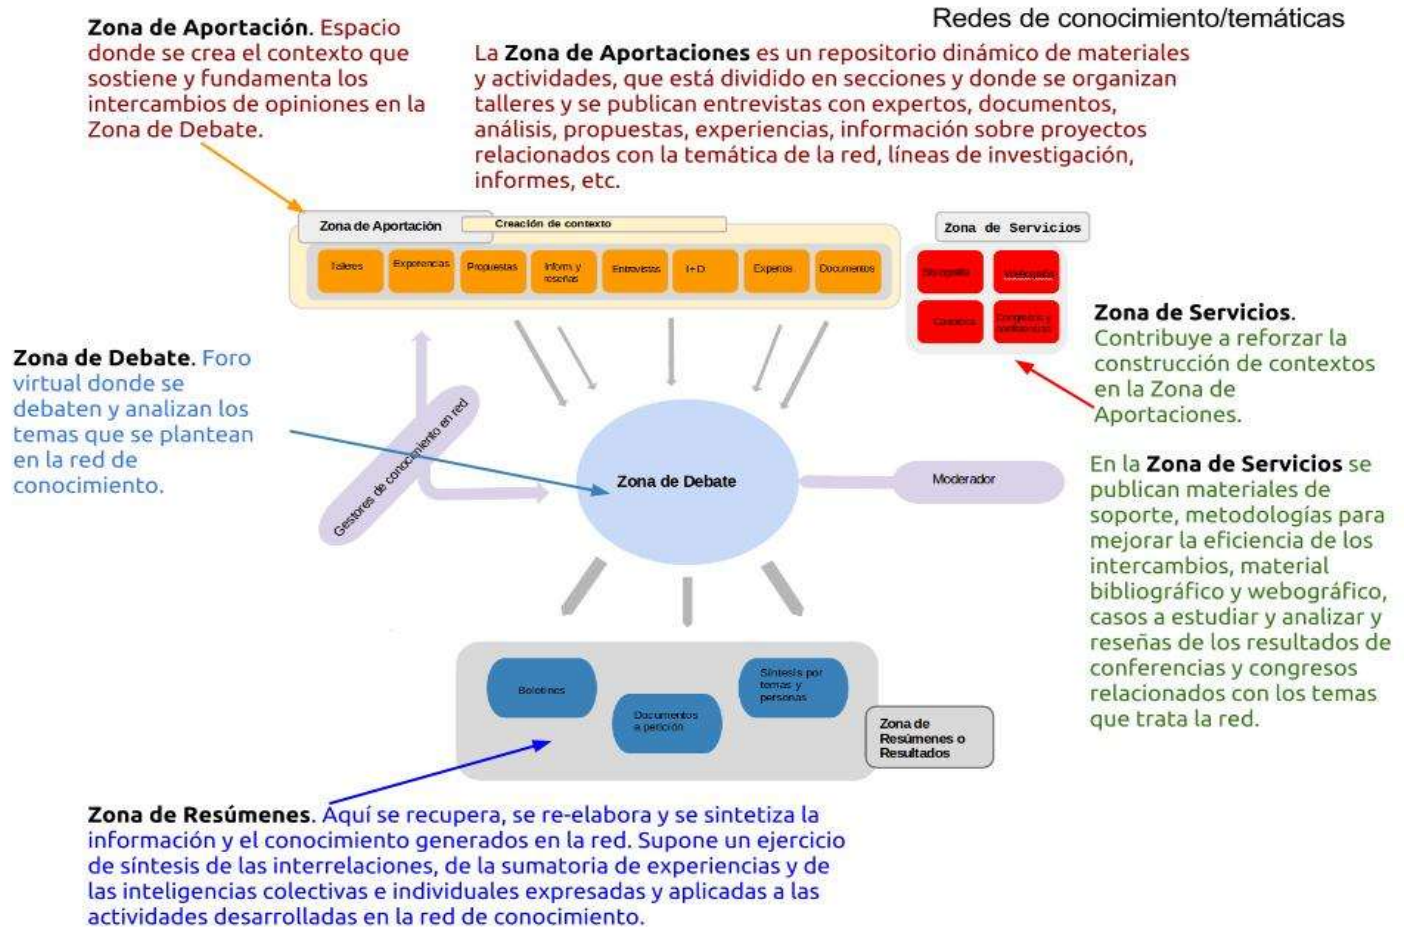 Redes de conocimiento/temáticas
Zona de Aportación. Espacio
donde se crea el contexto que
sostiene y fundamenta los
intercambios de opiniones en la
Zona de Debate.
La Zona de Aportaciones es un repositorio dinámico de materiales
y actividades, que está dividido en secciones y donde se organizan
talleres y se publican entrevistas con expertos, documentos,
análisis, propuestas, experiencias, información sobre proyectos
relacionados con la temática de la red, líneas de investigación,
informes, etc.
Zona de Aportación
Creación de contexto
Talleres
Experiencias
Propuestas
Inform. y
reseñas
Entrevistas
I+D
Expertos
Documentos
Zona de Servicios
Bibliografía
Webografía
Congresos y
conferencias
Zona de Servicios.
Contribuye a reforzar la
construcción de contextos
en la Zona de
Aportaciones.
Zona de Debate. Foro
virtual donde se
debaten y analizan los
temas que se plantean
en la red de
conocimiento.
Gestores de conocimiento en red
Zona de Debate
Moderador
En la Zona de Servicios se
publican materiales de
soporte, metodologías para
mejorar la eficiencia de los
intercambios, material
bibliográfico y webográfico,
casos a estudiar y analizar y
reseñas de los resultados de
conferencias y congresos
relacionados con los temas
que trata la red.
Boletines
Documentos
a petición
Síntesis por
temas y
personas
Zona de
Resúmenes o
Resultados
Zona de Resúmenes. Aquí se recupera, se re-elabora y se sintetiza la
información y el conocimiento generados en la red. Supone un ejercicio
de síntesis de las interrelaciones, de la sumatoria de experiencias y de
las inteligencias colectivas e individuales expresadas y aplicadas a las
actividades desarrolladas en la red de conocimiento.